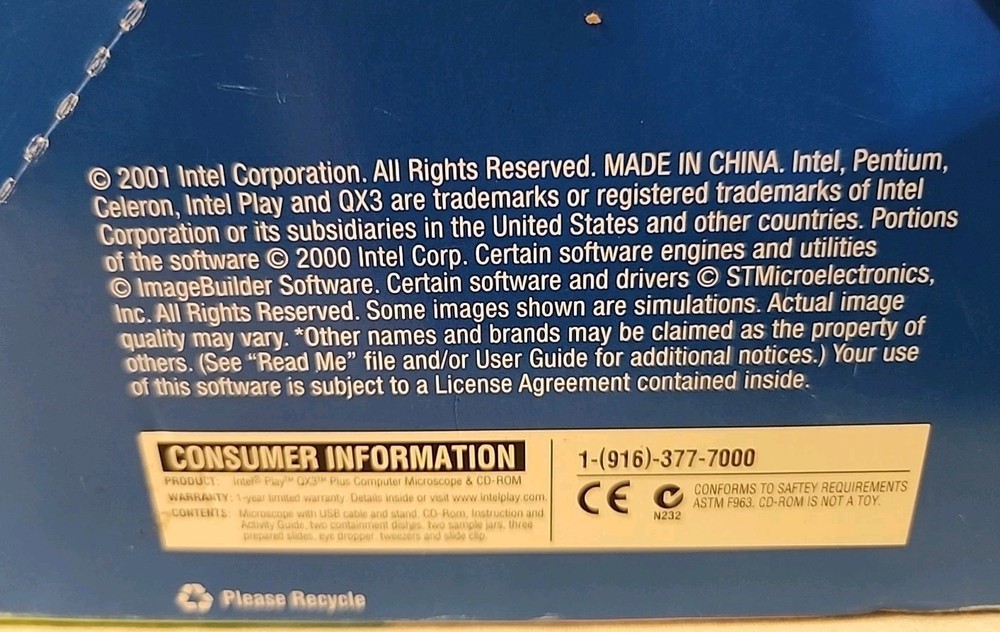 © 2001 Intel Corporation. All Rights Reserved. MADE IN CHINA. Intel, Pentium,
Celeron, Intel Play and QX3 are trademarks or registered trademarks of Intel
Corporation or its subsidiaries in the United States and other countries. Portions
of the software © 2000 Intel Corp. Certain software engines and utilities
© ImageBuilder Software. Certain software and drivers © STMicroelectronics,
Inc. All Rights Reserved. Some images shown are simulations. Actual image
quality may vary. *Other names and brands may be claimed as the property of
others. (See “Read Me” file and/or User Guide for additional notices.) Your use
of this software is subject to a License Agreement contained inside.
CONSUMER INFORMATION
PRODUCT: Intel® Play™ QX3™ Plus Computer Microscope & CD-ROM
WARRANTY: 1-year limited warranty. Details inside or visit www.intelplay.com.
CONTENTS: Microscope with USB cable and stand, CD-Rom, Instruction and
Activity Guide, two containment dishes, two sample jars, three
prepared slides, eye dropper, tweezers and slide clip.
1-(916)-377-7000
CE N232
CONFORMS TO SAFTEY REQUIREMENTS
ASTM F963. CD-ROM IS NOT A TOY.
Please Recycle